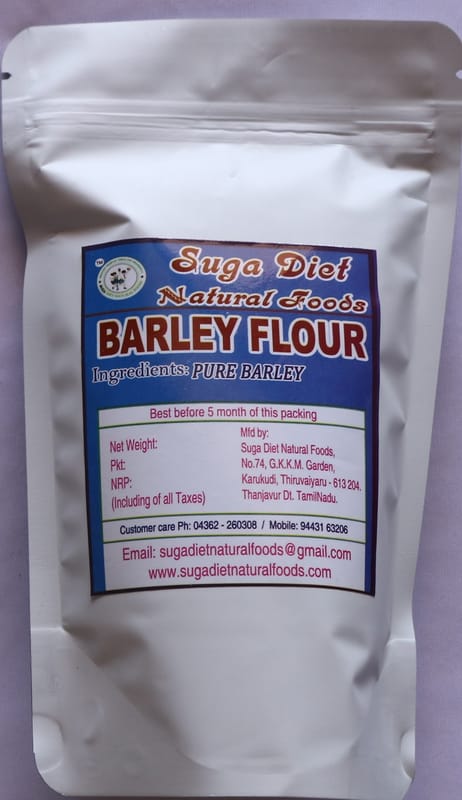 TM
Suga Diet
Natural Foods
BARLEY FLOUR
Ingredients: PURE BARLEY
Best before 5 month of this packing
Net Weight:
Pkt:
NRP:
(Including of all Taxes)
Mfd by:
Suga Diet Natural Foods,
No.74, G.K.K.M. Garden,
Karukudi, Thiruvaiyaru - 613 204.
Thanjavur Dt. TamilNadu.
Customer care Ph: 04362 - 260308 / Mobile: 94431 63206
Email: sugadietnaturalfoods@gmail.com
www.sugadietnaturalfoods.com